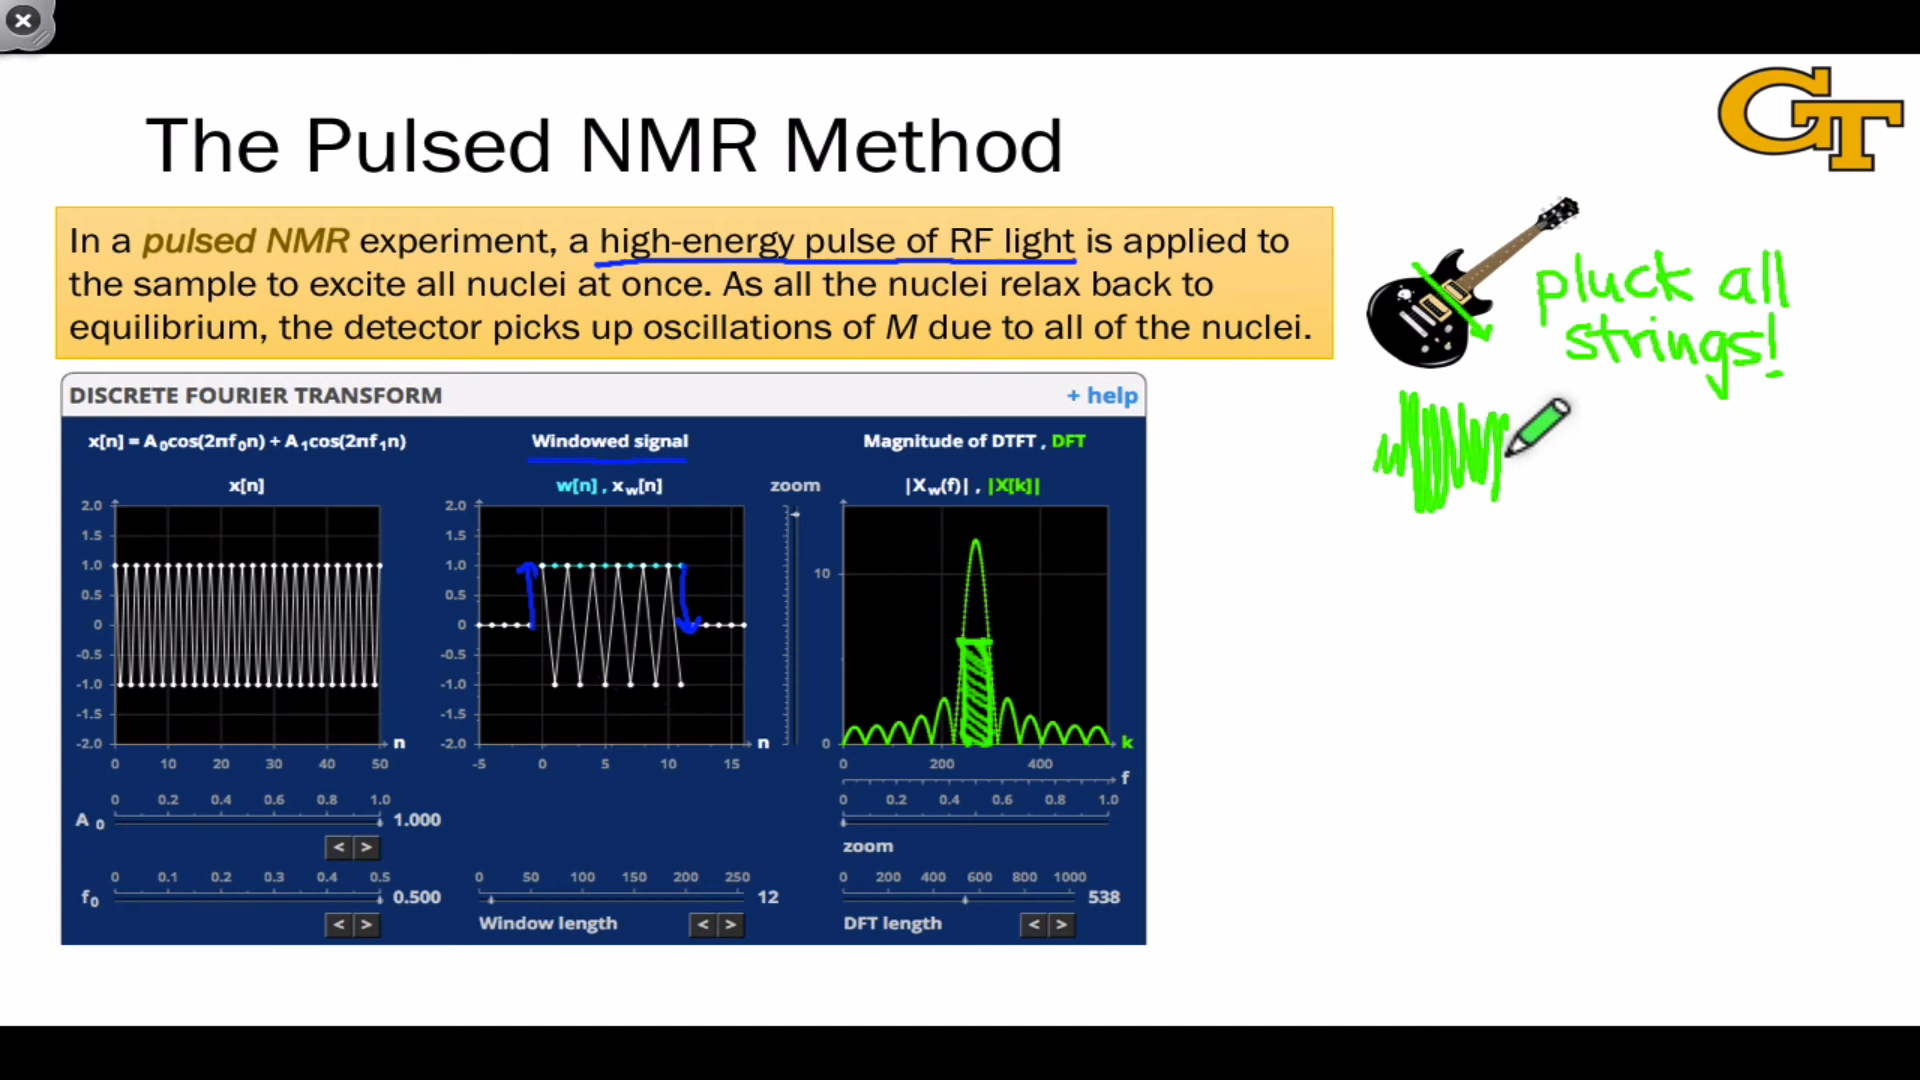 GT
The Pulsed NMR Method
In a pulsed NMR experiment, a high-energy pulse of RF light is applied to
the sample to excite all nuclei at once. As all the nuclei relax back to
equilibrium, the detector picks up oscillations of M due to all of the nuclei.
pluck all
strings!
DISCRETE FOURIER TRANSFORM
+ help
x[n] = A0cos(2πf0n) + A1cos(2πf1n)
x[n]
2.0
1.5
1.0
0.5
0
-0.5
-1.0
-1.5
-2.0
n
0 10 20 30 40 50
0 0.2 0.4 0.6 0.8 1.0
A0 1.000
< >
0 0.1 0.2 0.3 0.4 0.5
f0 0.500
< >
Windowed signal
w[n] , xw[n]
zoom
2.0
1.5
1.0
0.5
0
-0.5
-1.0
-1.5
-2.0
n
-5 0 5 10 15
0 50 100 150 200 250
12
Window length < >
Magnitude of DTFT , DFT
|Xw(f)| , |X[k]|
10
0
k
0 200 400
f
0 0.2 0.4 0.6 0.8 1.0
zoom
0 200 400 600 800 1000
538
DFT length < >